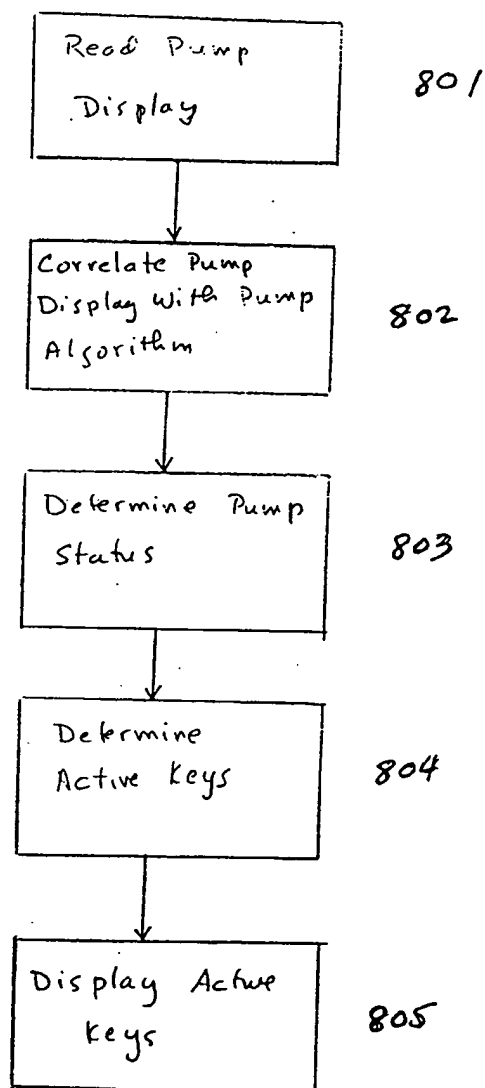 Read Pump
Display
801
Correlate Pump
Display with Pump
Algorithm
802
Determine Pump
Status
803
Determine
Active Keys
804
Display Active
Keys
805